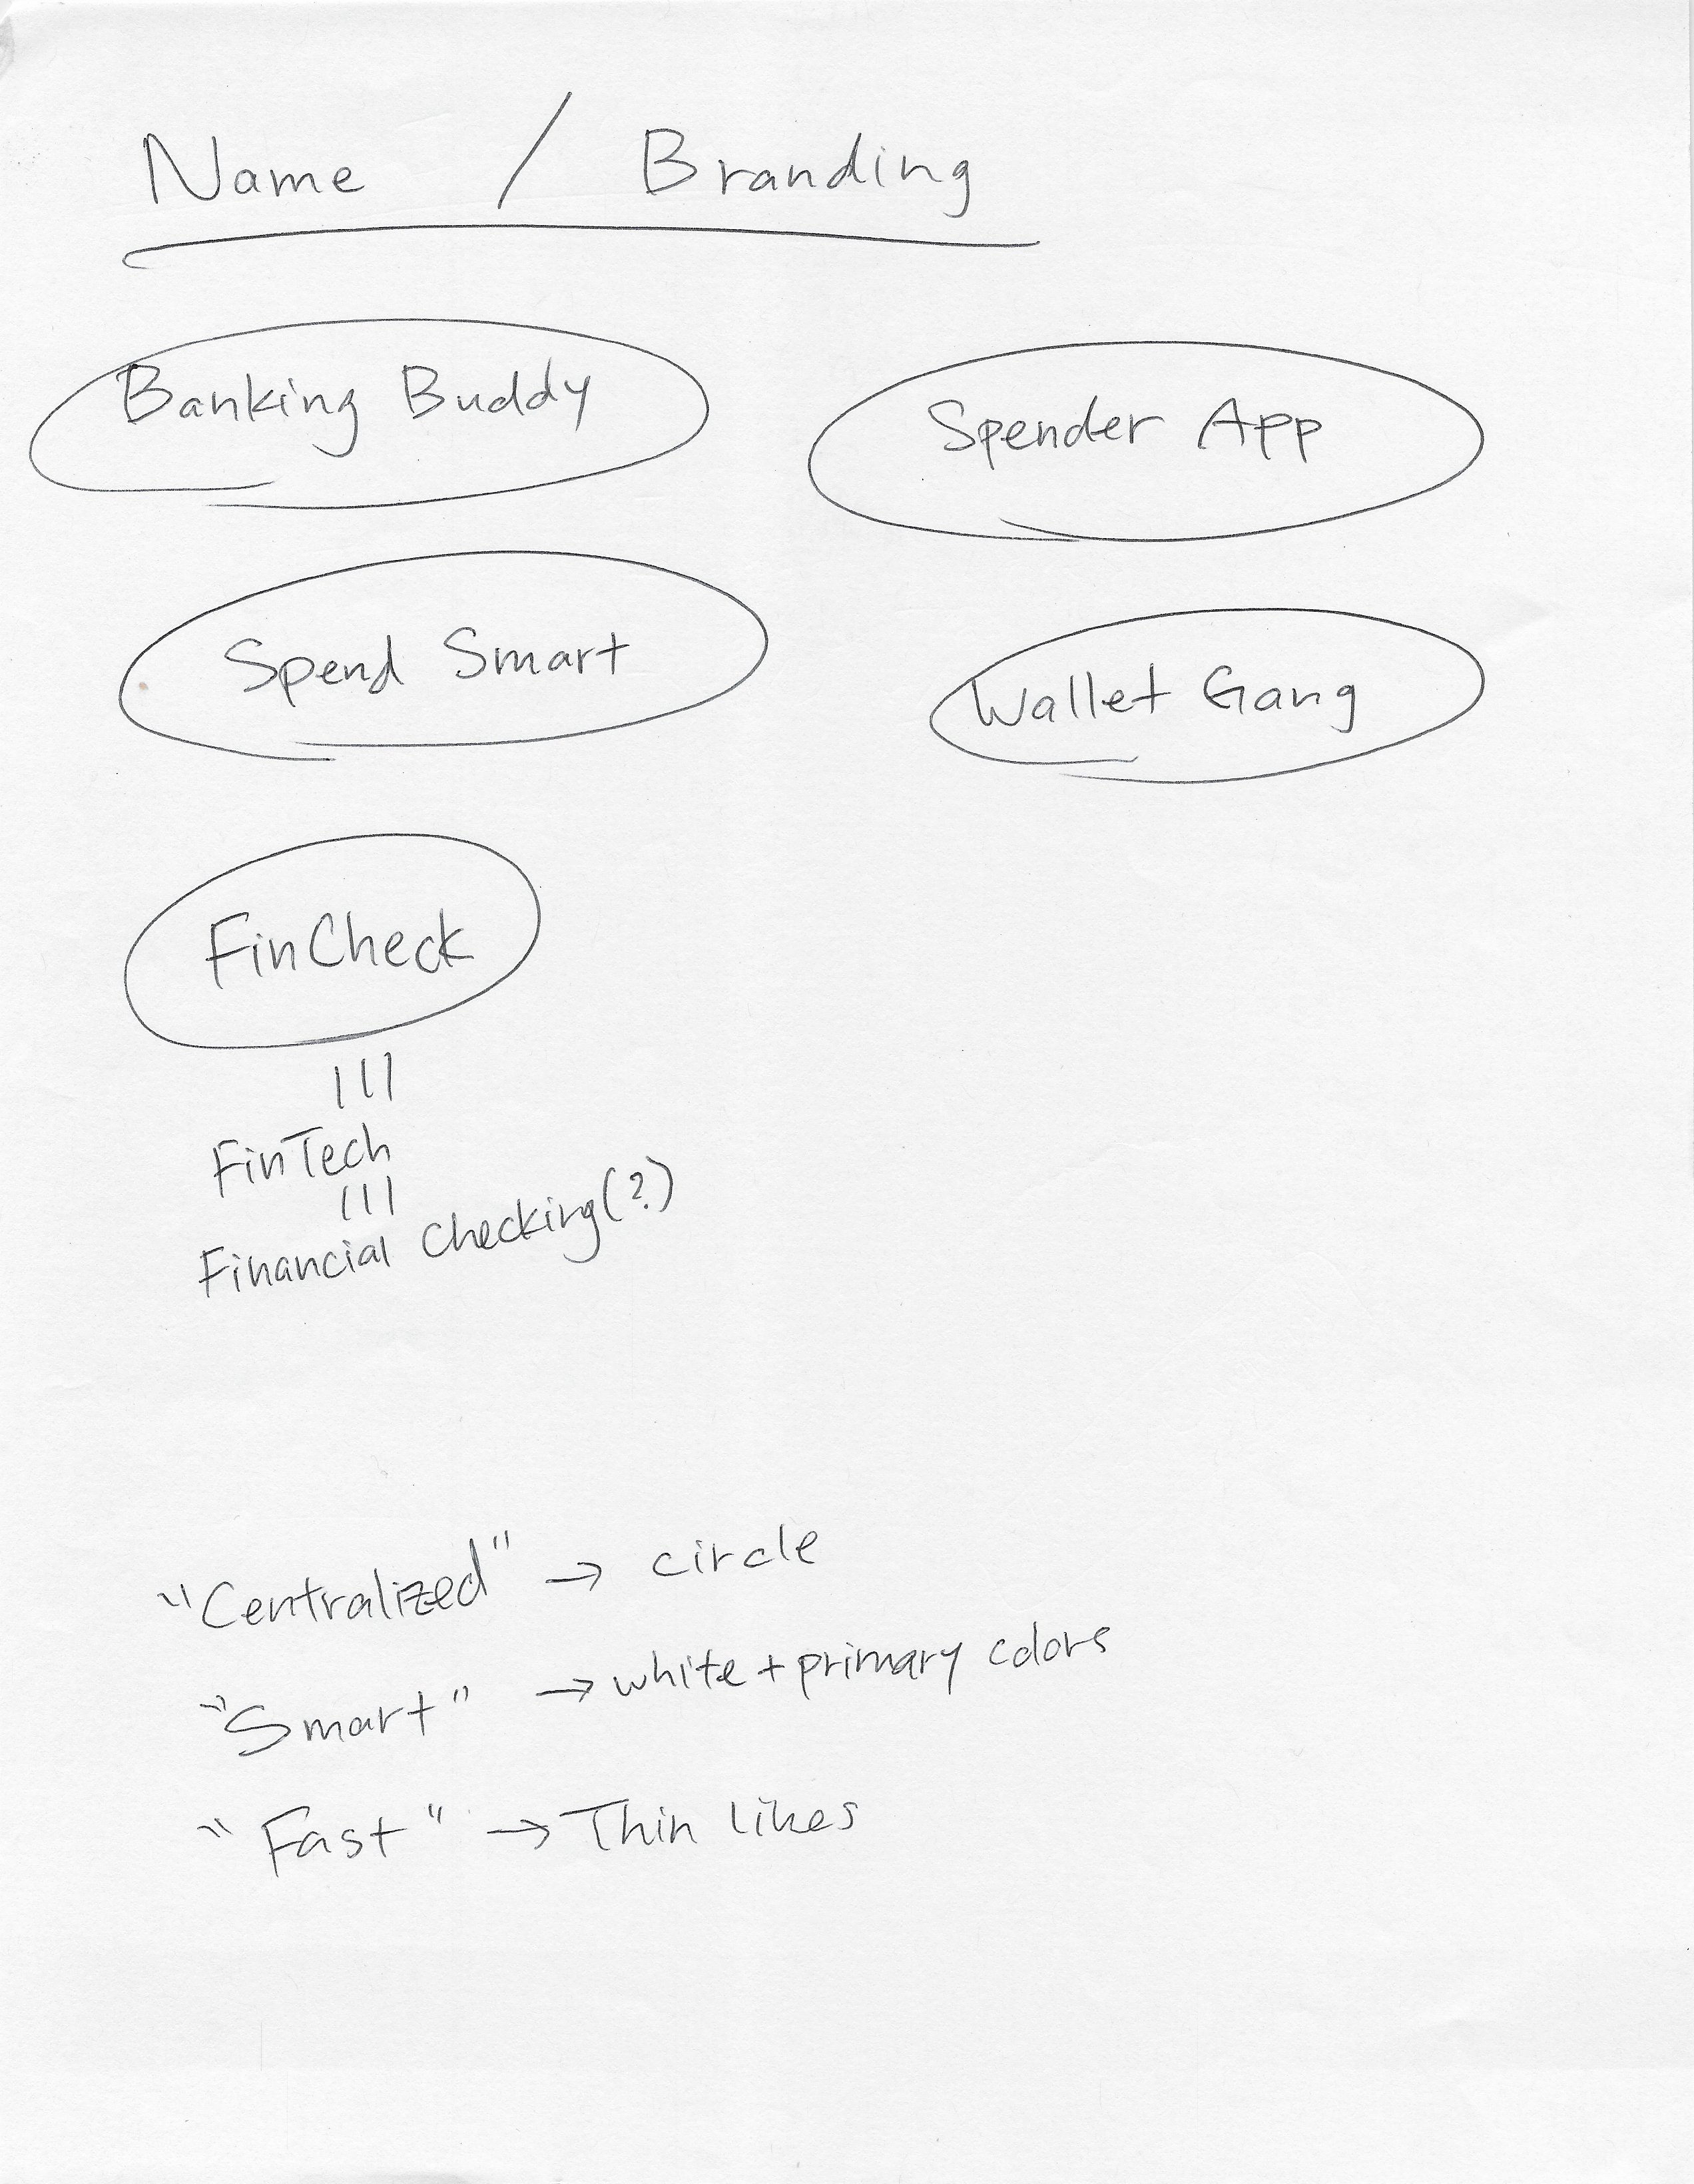 Name / Branding
Banking Buddy
Spender App
Spend Smart
Wallet Gang
FinCheck
FinTech
Financial Checking(?)
"Centralized" → circle
"Smart" → white + primary colors
"Fast" → Thin lines